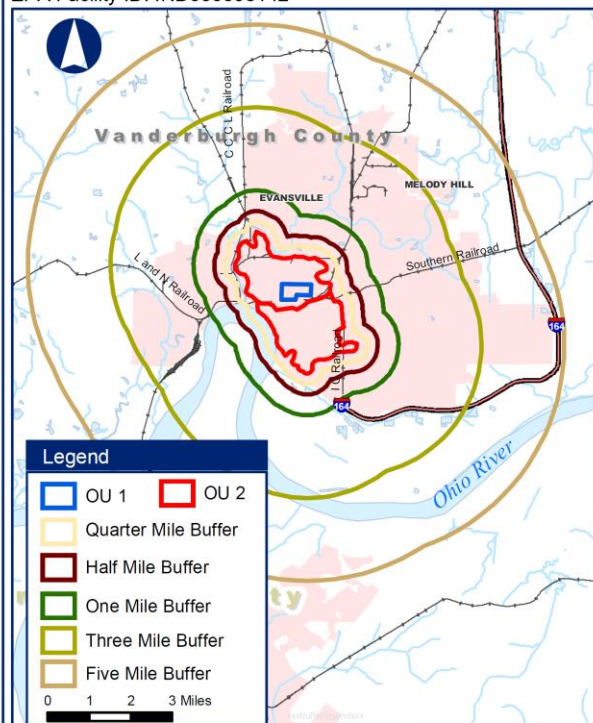 Vanderburgh County
C C C L Railroad
EVANSVILLE
MELODY HILL
Southern Railroad
L and N Railroad
I C Railroad
164
164
Ohio River
Legend
OU 1 OU 2
Quarter Mile Buffer
Half Mile Buffer
One Mile Buffer
Three Mile Buffer
Five Mile Buffer
0 1 2 3 Miles